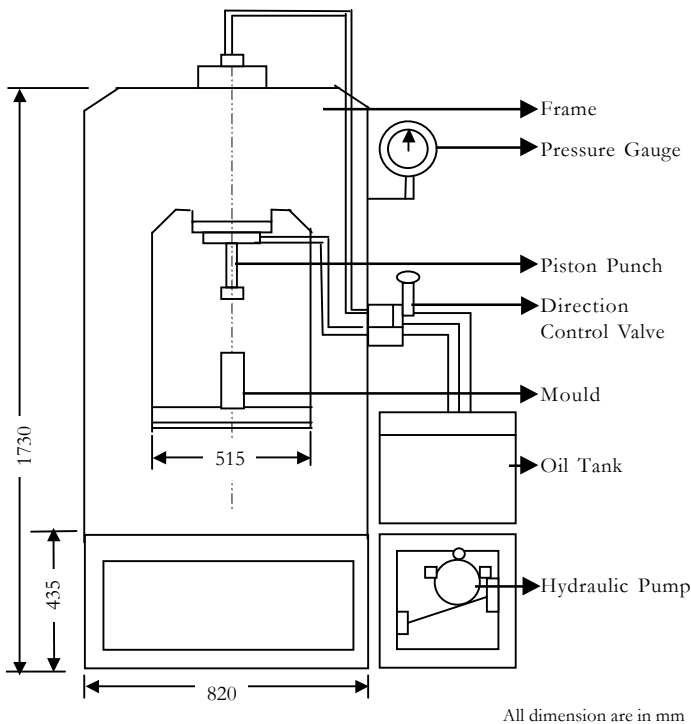 Frame
Pressure Gauge
Piston Punch
Direction
Control Valve
Mould
1730
515
Oil Tank
435
Hydraulic Pump
820
All dimension are in mm